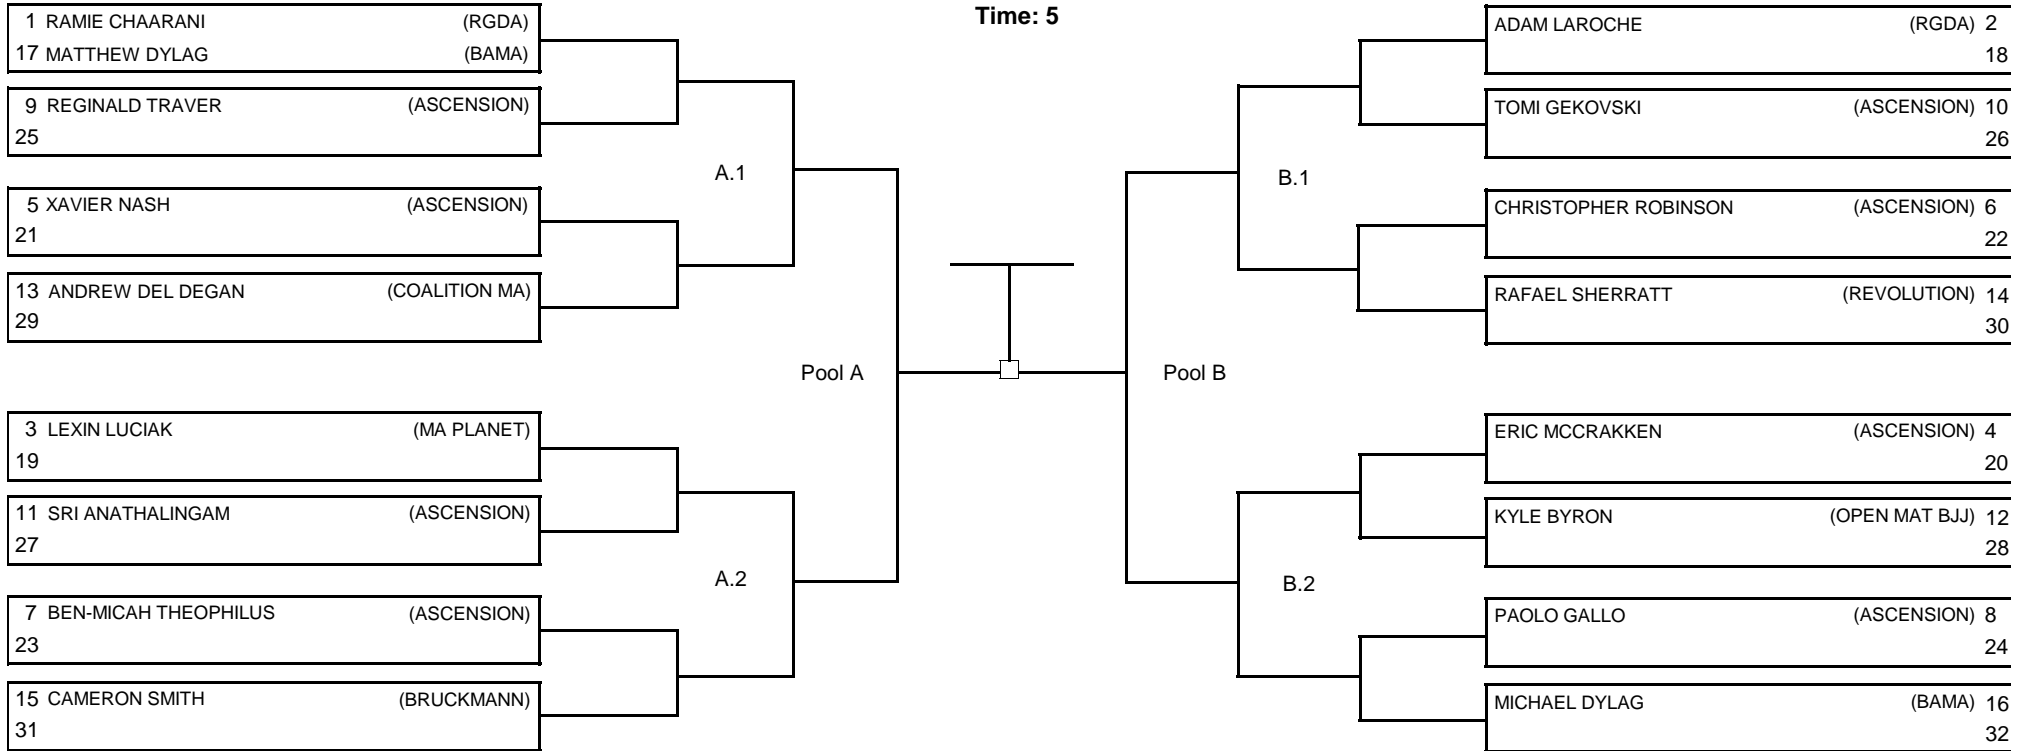 Time: 5
1 RAMIE CHAARANI (RGDA)
17 MATTHEW DYLAG (BAMA)
9 REGINALD TRAVER (ASCENSION)
25
A.1
5 XAVIER NASH (ASCENSION)
21
13 ANDREW DEL DEGAN (COALITION MA)
29
Pool A
3 LEXIN LUCIAK (MA PLANET)
19
11 SRI ANATHALINGAM (ASCENSION)
27
A.2
7 BEN-MICAH THEOPHILUS (ASCENSION)
23
15 CAMERON SMITH (BRUCKMANN)
31
ADAM LAROCHE (RGDA) 2
18
TOMI GEKOVSKI (ASCENSION) 10
26
B.1
CHRISTOPHER ROBINSON (ASCENSION) 6
22
RAFAEL SHERRATT (REVOLUTION) 14
30
Pool B
ERIC MCCRAKKEN (ASCENSION) 4
20
KYLE BYRON (OPEN MAT BJJ) 12
28
B.2
PAOLO GALLO (ASCENSION) 8
24
MICHAEL DYLAG (BAMA) 16
32